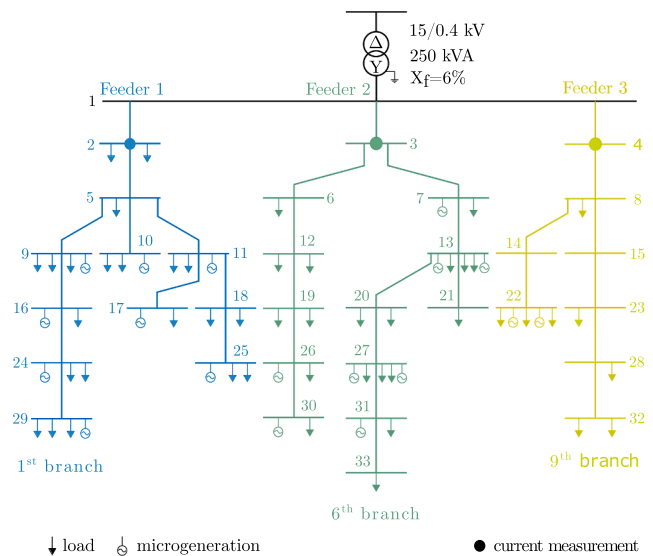 15/0.4 kV
Δ
250 kVA
Y
Xf=6%
Feeder 1
Feeder 2
Feeder 3
1
2
3
4
5
6
7
8
9
10
11
12
13
14
15
16
17
18
19
20
21
22
23
24
25
26
27
28
29
30
31
32
33
1st branch
9th branch
6th branch
load
microgeneration
current measurement